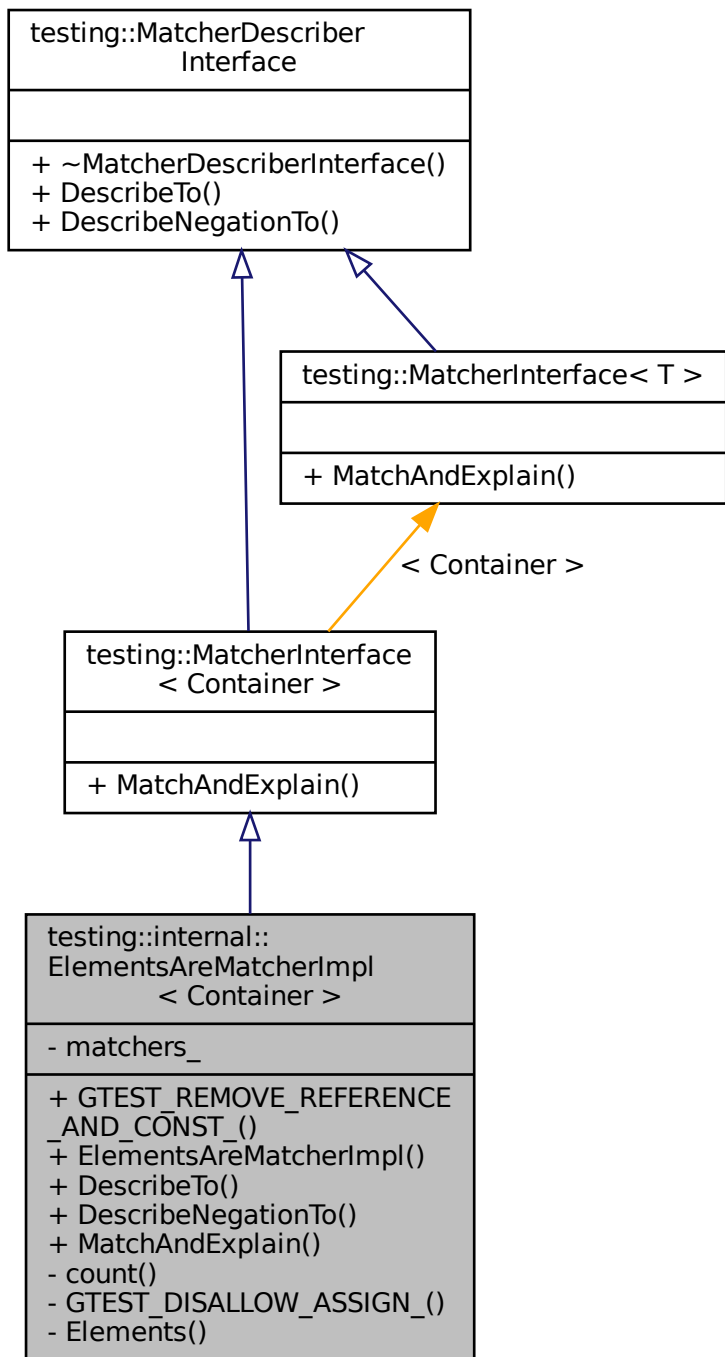 testing::MatcherDescriber
Interface
+ ~MatcherDescriberInterface()
+ DescribeTo()
+ DescribeNegationTo()
testing::MatcherInterface< T >
+ MatchAndExplain()
< Container >
testing::MatcherInterface
< Container >
+ MatchAndExplain()
testing::internal::
ElementsAreMatcherImpl
< Container >
- matchers_
+ GTEST_REMOVE_REFERENCE
_AND_CONST_()
+ ElementsAreMatcherImpl()
+ DescribeTo()
+ DescribeNegationTo()
+ MatchAndExplain()
- count()
- GTEST_DISALLOW_ASSIGN_()
- Elements()